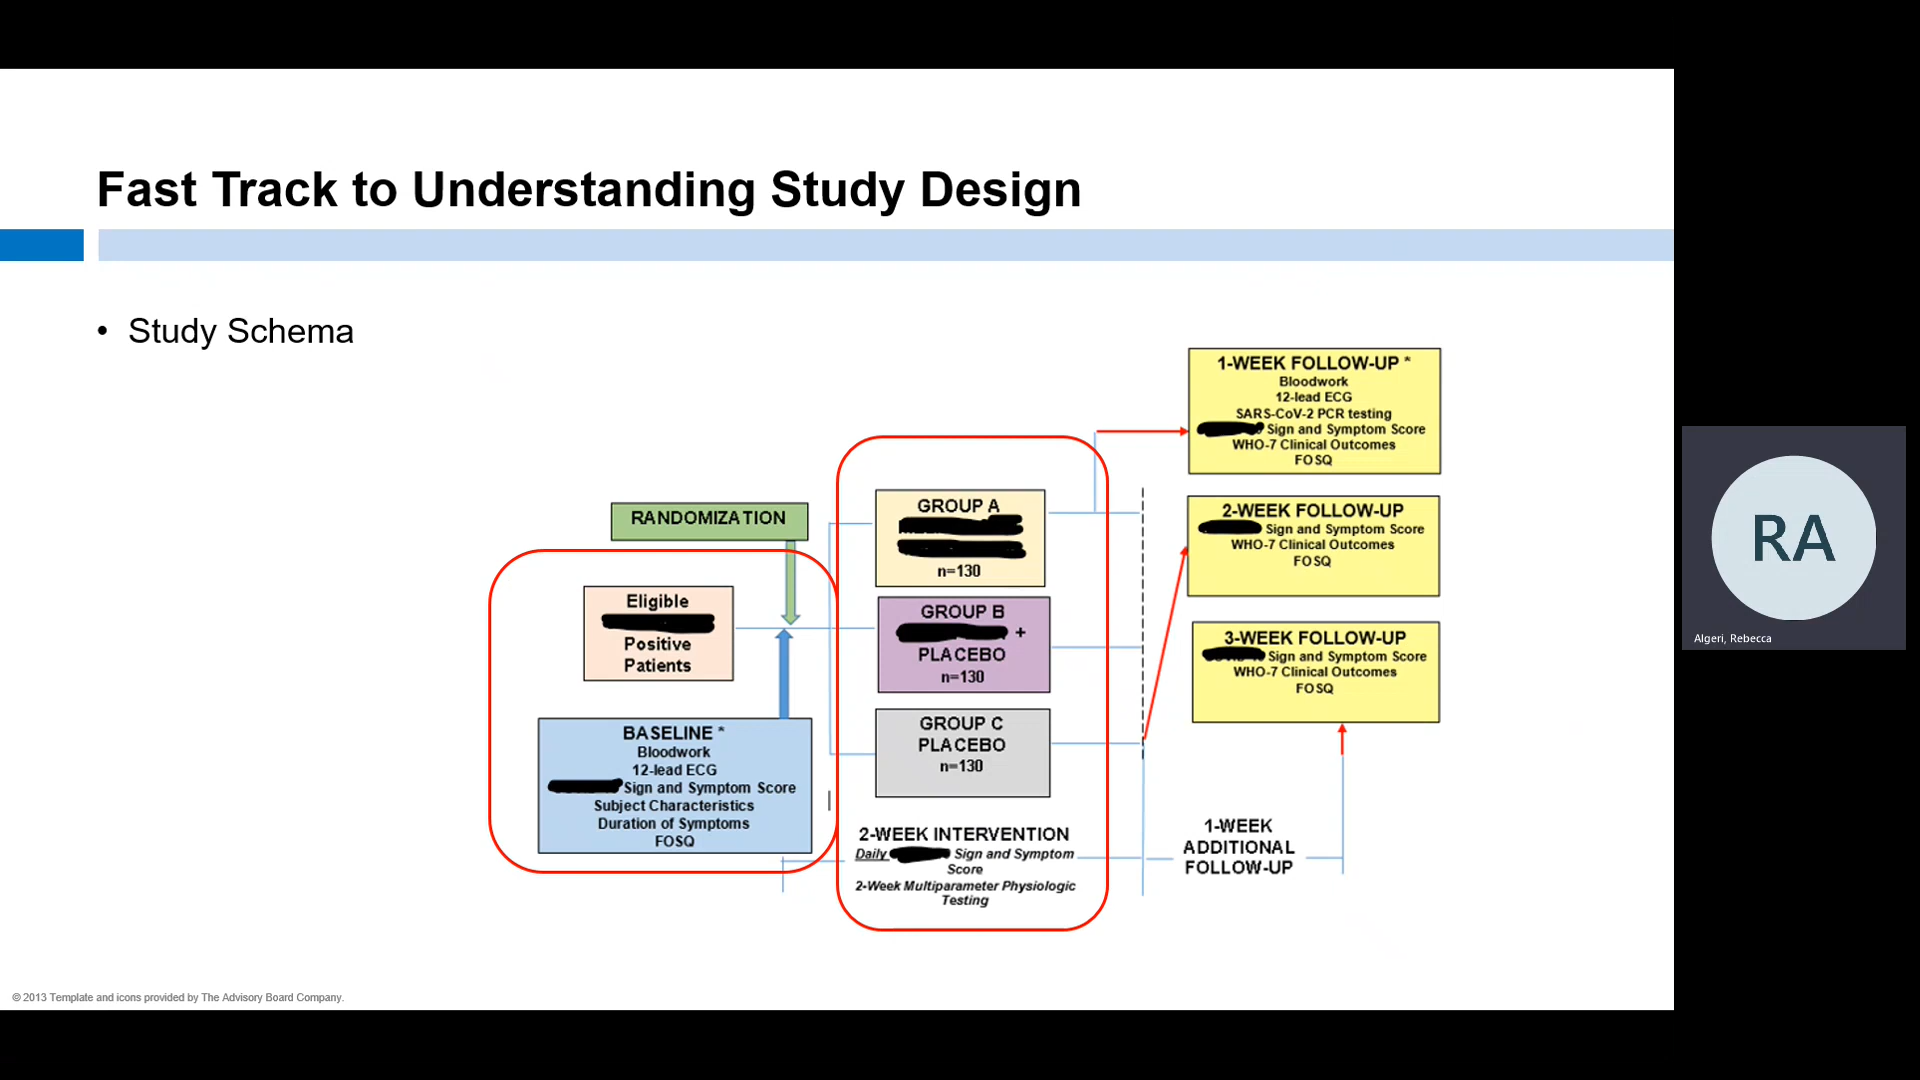 Fast Track to Understanding Study Design
• Study Schema
RANDOMIZATION
Eligible
Positive
Patients
BASELINE *
Bloodwork
12-lead ECG
Sign and Symptom Score
Subject Characteristics
Duration of Symptoms
FOSQ
GROUP A
n=130
GROUP B
+
PLACEBO
n=130
GROUP C
PLACEBO
n=130
2-WEEK INTERVENTION
Daily Sign and Symptom
Score
2-Week Multiparameter Physiologic
Testing
1-WEEK FOLLOW-UP *
Bloodwork
12-lead ECG
SARS-CoV-2 PCR testing
Sign and Symptom Score
WHO-7 Clinical Outcomes
FOSQ
2-WEEK FOLLOW-UP
Sign and Symptom Score
WHO-7 Clinical Outcomes
FOSQ
3-WEEK FOLLOW-UP
Sign and Symptom Score
WHO-7 Clinical Outcomes
FOSQ
1-WEEK
ADDITIONAL
FOLLOW-UP
© 2013 Template and icons provided by The Advisory Board Company.
RA
Algeri, Rebecca